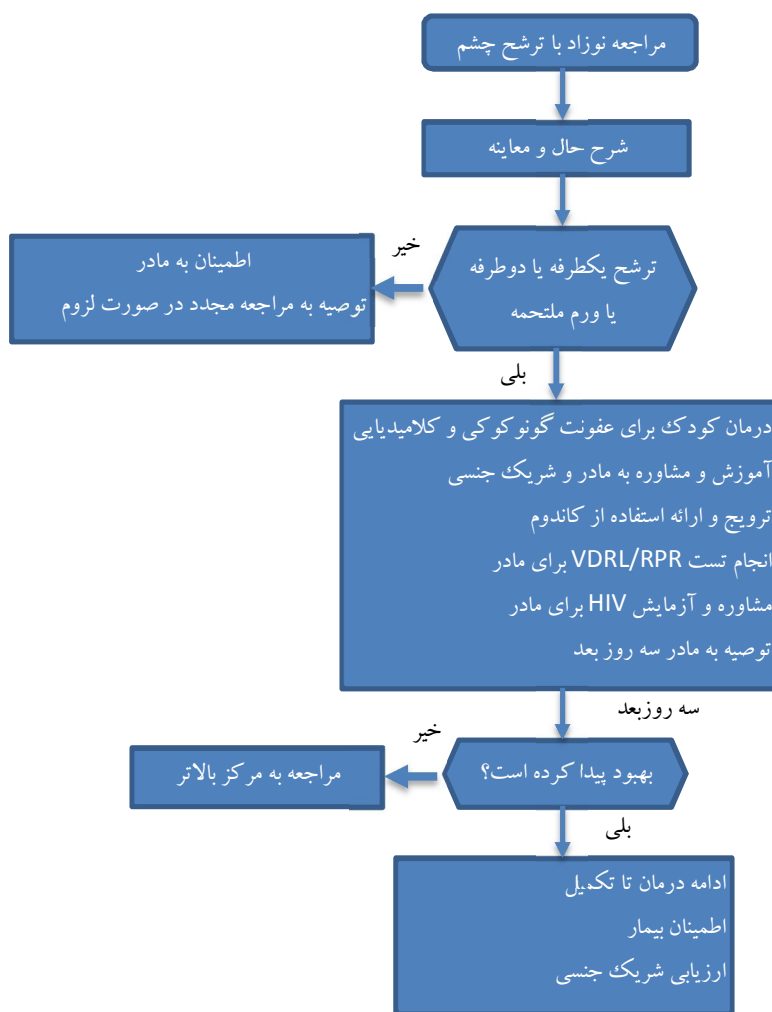 مراجعه نوزاد با ترشح چشم
شرح حال و معاینه
ترشح یکطرفه یا دوطرفه
یا ورم ملتحمه
خیر
اطمینان به مادر
توصیه به مراجعه مجدد در صورت لزوم
بلی
درمان کودک برای عفونت گونوکوکی و کلامیدیایی
آموزش و مشاوره به مادر و شریک جنسی
ترویج و ارائه استفاده از کاندوم
انجام تست VDRL/RPR برای مادر
مشاوره و آزمایش HIV برای مادر
توصیه به مادر سه روز بعد
سه روزبعد
بهبود پیدا کرده است؟
خیر
مراجعه به مرکز بالاتر
بلی
ادامه درمان تا تکمیل
اطمینان بیمار
ارزیابی شریک جنسی